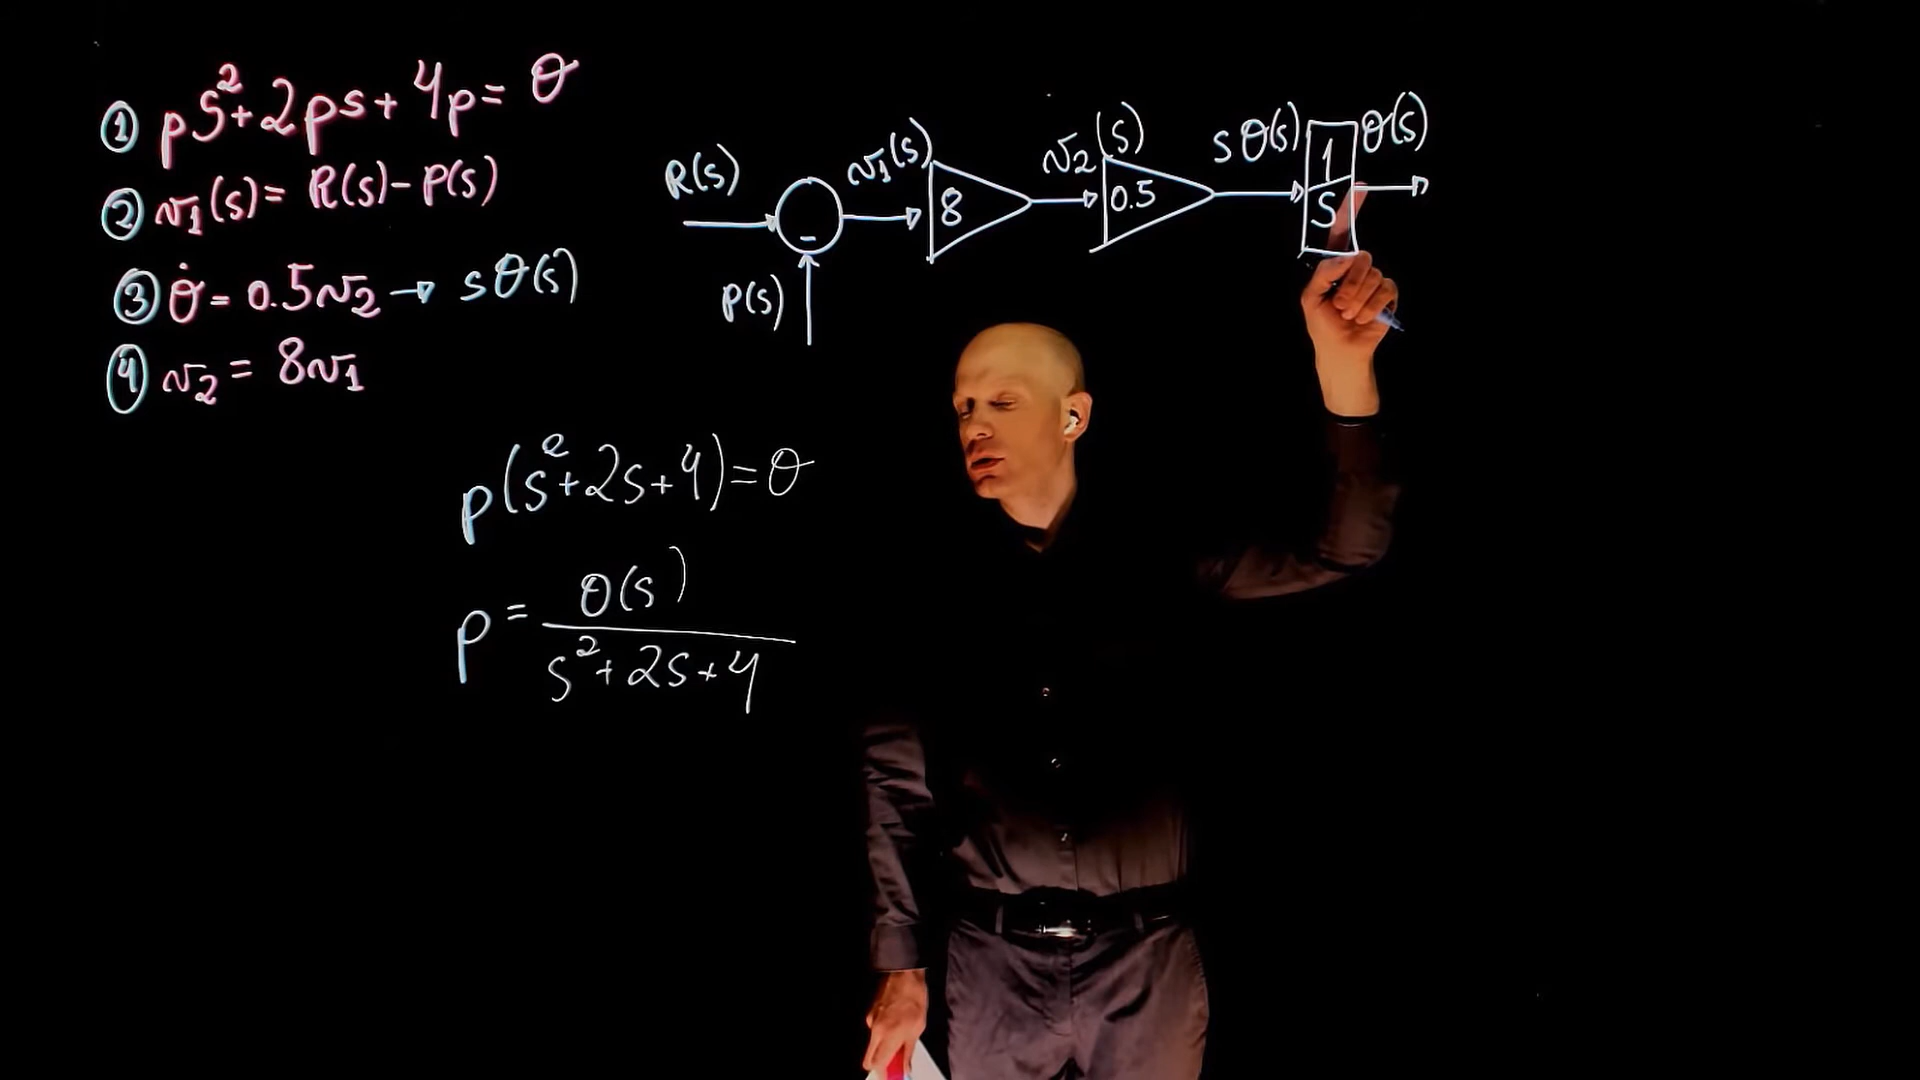 ① ps²+2ps+4p=θ
② v₁(s)= R(s)-p(s)
③ θ̇=0.5v₂→sθ(s)
④ v₂=8v₁
p(s²+2s+4)=θ
p=θ(s)/(s²+2s+4)
R(s)
p(s)
-
v₁(s)
8
v₂(s)
0.5
sθ(s)
1/s
θ(s)